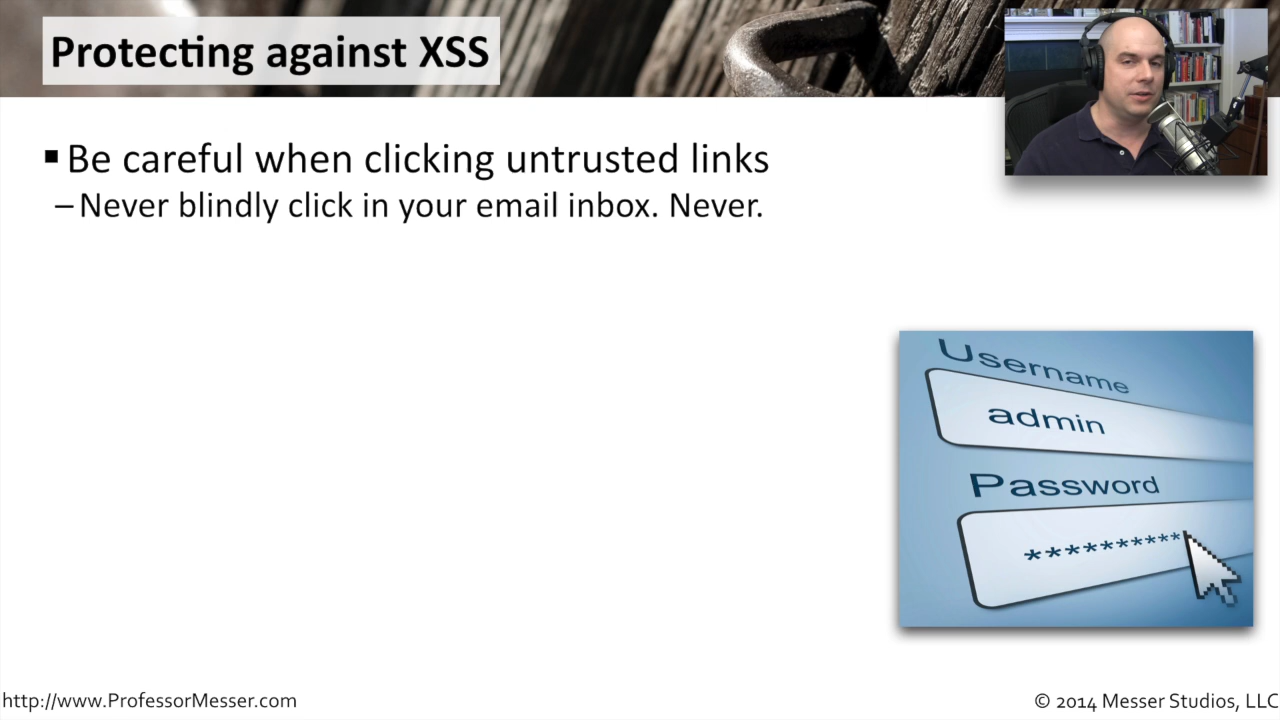 Protecting against XSS
▪ Be careful when clicking untrusted links
– Never blindly click in your email inbox. Never.
Username
admin
Password
**********
http://www.ProfessorMesser.com
© 2014 Messer Studios, LLC